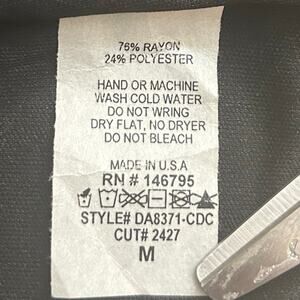 76% RAYON
24% POLYESTER
HAND OR MACHINE
WASH COLD WATER
DO NOT WRING
DRY FLAT, NO DRYER
DO NOT BLEACH
MADE IN U.S.A
RN # 146795
STYLE# DA8371-CDC
CUT# 2427
M